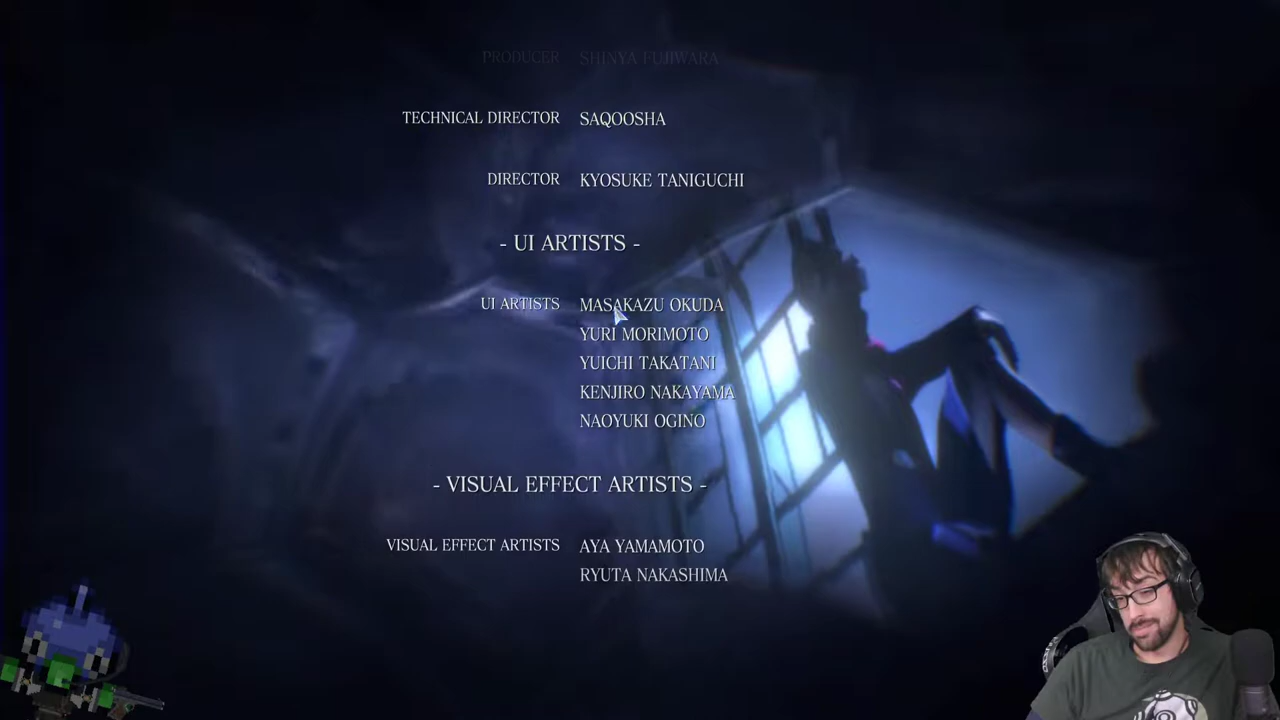 PRODUCER SHINYA FUJIWARA
TECHNICAL DIRECTOR SAQOOSHA
DIRECTOR KYOSUKE TANIGUCHI
- UI ARTISTS -
UI ARTISTS MASAKAZU OKUDA
YURI MORIMOTO
YUICHI TAKATANI
KENJIRO NAKAYAMA
NAOYUKI OGINO
- VISUAL EFFECT ARTISTS -
VISUAL EFFECT ARTISTS AYA YAMAMOTO
RYUTA NAKASHIMA